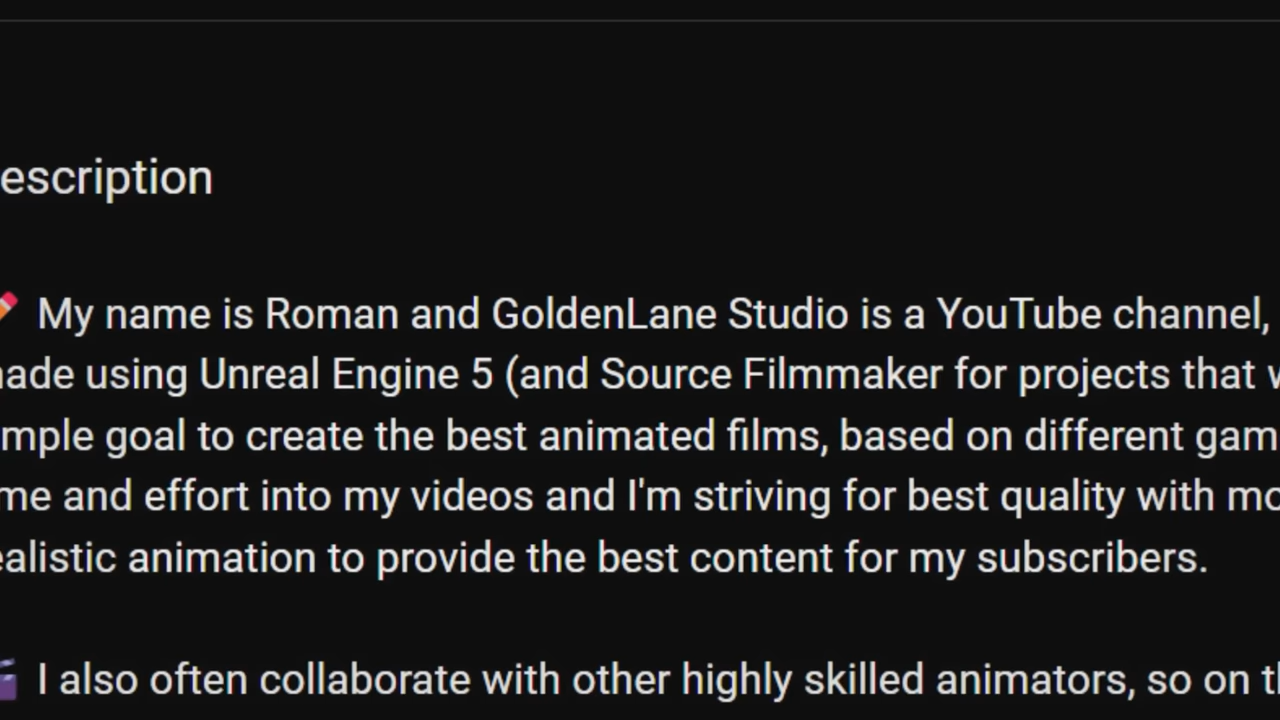 escription
My name is Roman and GoldenLane Studio is a YouTube channel,
ade using Unreal Engine 5 (and Source Filmmaker for projects that w
mple goal to create the best animated films, based on different gam
me and effort into my videos and I'm striving for best quality with mo
ealistic animation to provide the best content for my subscribers.
I also often collaborate with other highly skilled animators, so on th